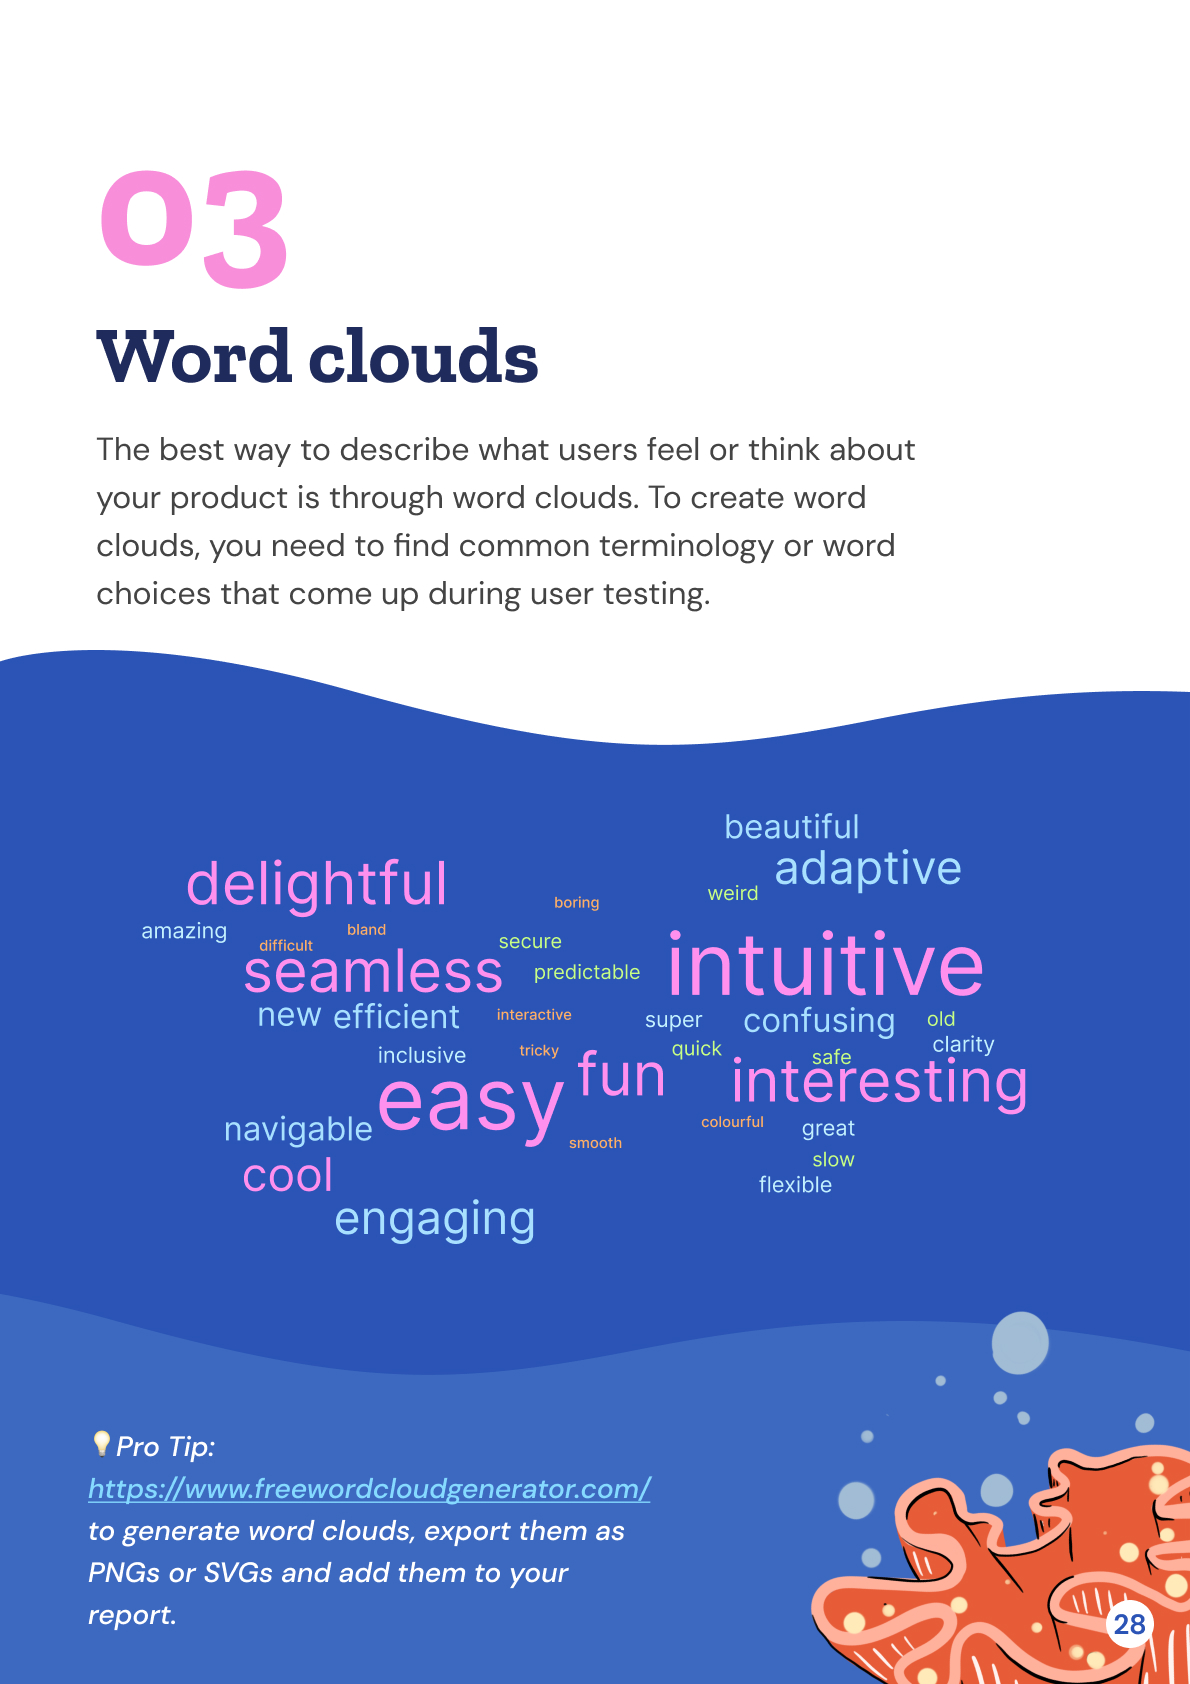 03
Word clouds
The best way to describe what users feel or think about
your product is through word clouds. To create word
clouds, you need to find common terminology or word
choices that come up during user testing.
beautiful
adaptive
delightful
weird
boring
amazing
bland
difficult
secure
intuitive
seamless
predictable
new efficient
interactive
super
confusing
old
inclusive
tricky
quick
safe
clarity
easy
fun
interesting
navigable
smooth
colourful
great
cool
slow
flexible
engaging
Pro Tip:
https://www.freewordcloudgenerator.com/
to generate word clouds, export them as
PNGs or SVGs and add them to your
report.
28